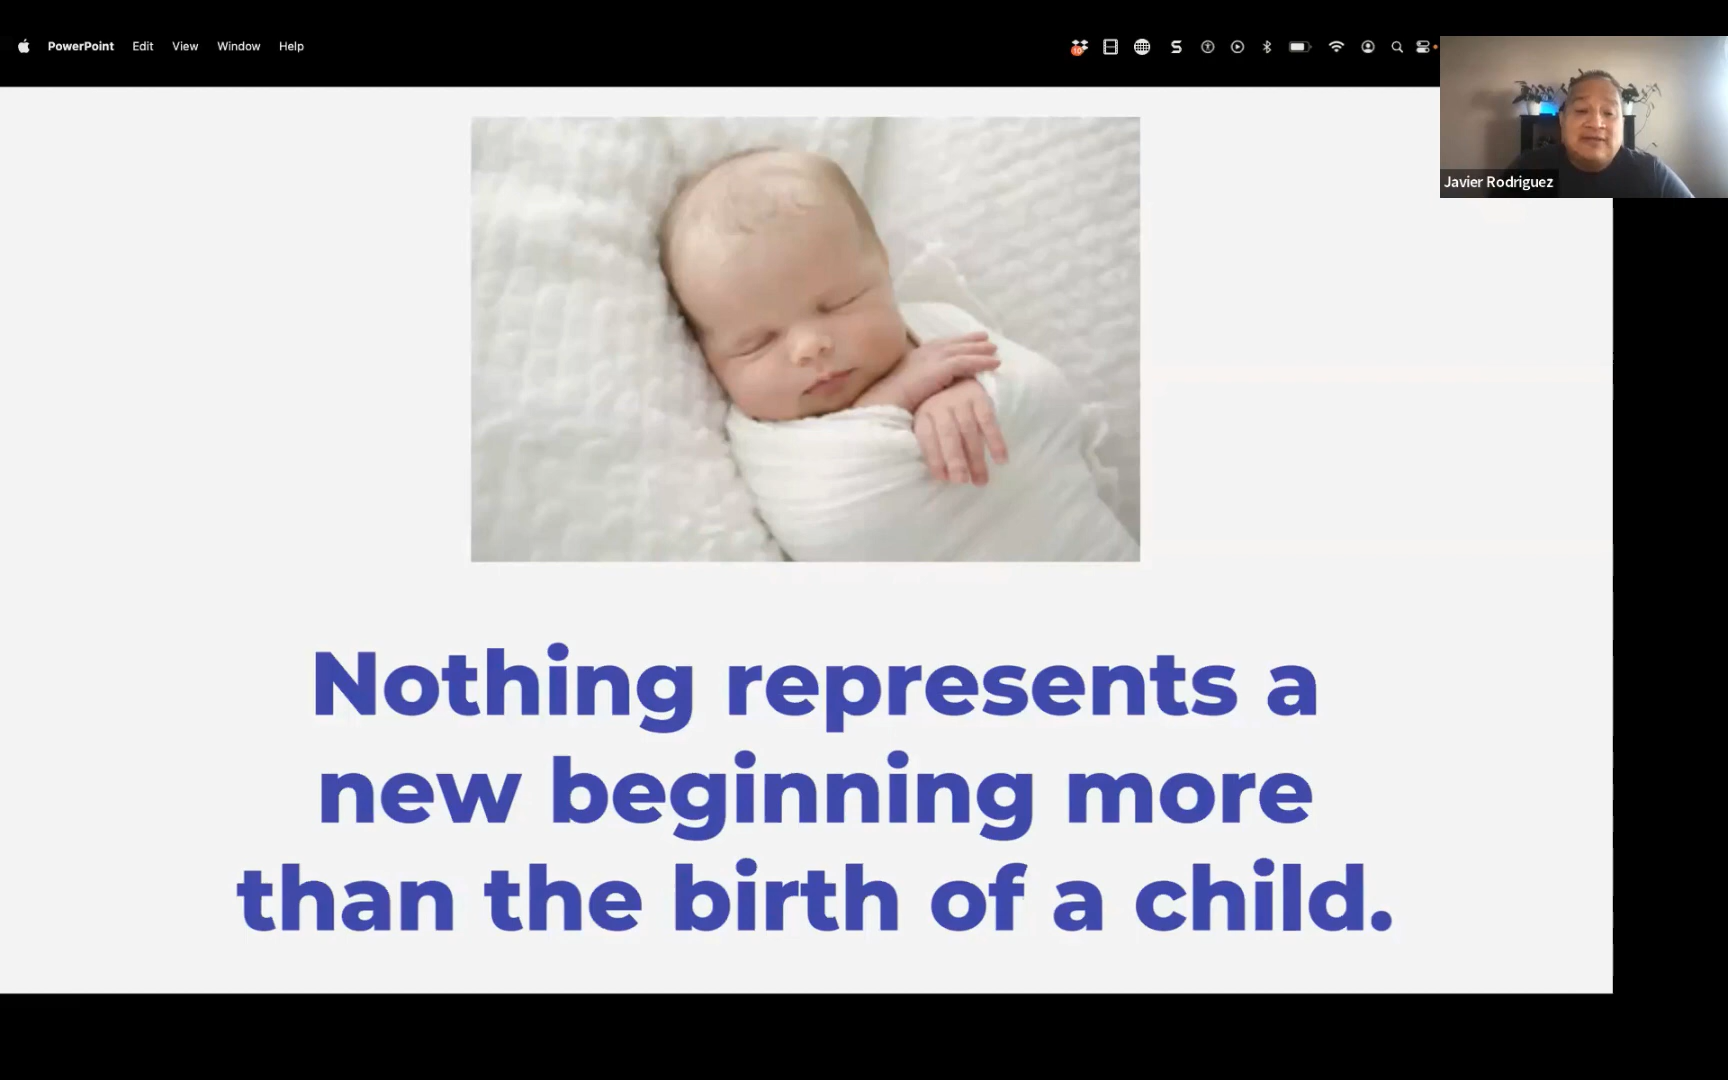 PowerPoint Edit View Window Help
Javier Rodriguez
Nothing represents a
new beginning more
than the birth of a child.